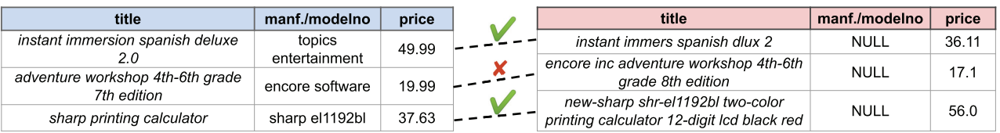 title manf./modelno price
instant immersion spanish deluxe
2.0
topics
entertainment
49.99
adventure workshop 4th-6th grade
7th edition
encore software
19.99
sharp printing calculator
sharp el1192bl
37.63
title manf./modelno price
instant immers spanish dlux 2
NULL
36.11
encore inc adventure workshop 4th-6th
grade 8th edition
NULL
17.1
new-sharp shr-el1192bl two-color
printing calculator 12-digit lcd black red
NULL
56.0